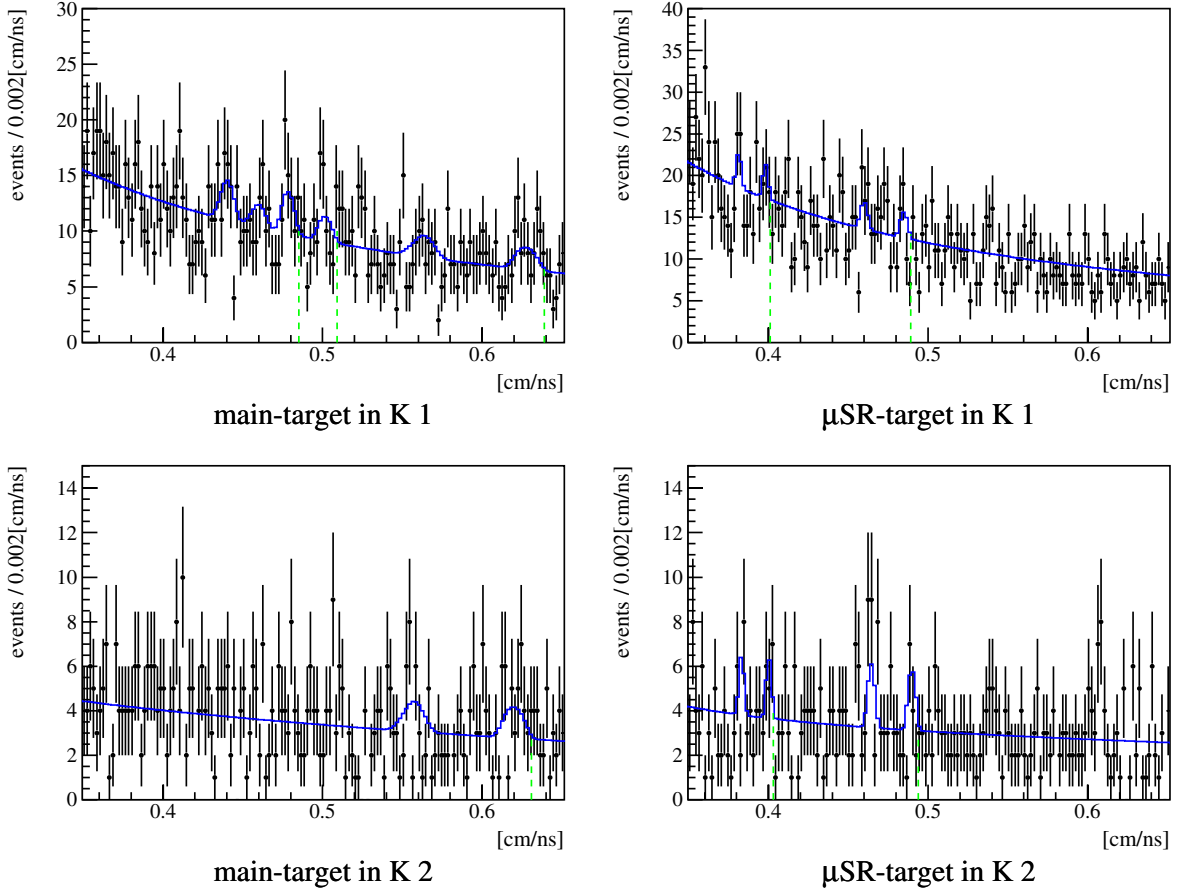 events / 0.002[cm/ns]
30
25
20
15
10
5
0
0.4 0.5 0.6
[cm/ns]
main-target in K 1
events / 0.002[cm/ns]
40
35
30
25
20
15
10
5
0
0.4 0.5 0.6
[cm/ns]
μSR-target in K 1
events / 0.002[cm/ns]
14
12
10
8
6
4
2
0
0.4 0.5 0.6
[cm/ns]
main-target in K 2
events / 0.002[cm/ns]
14
12
10
8
6
4
2
0
0.4 0.5 0.6
[cm/ns]
μSR-target in K 2